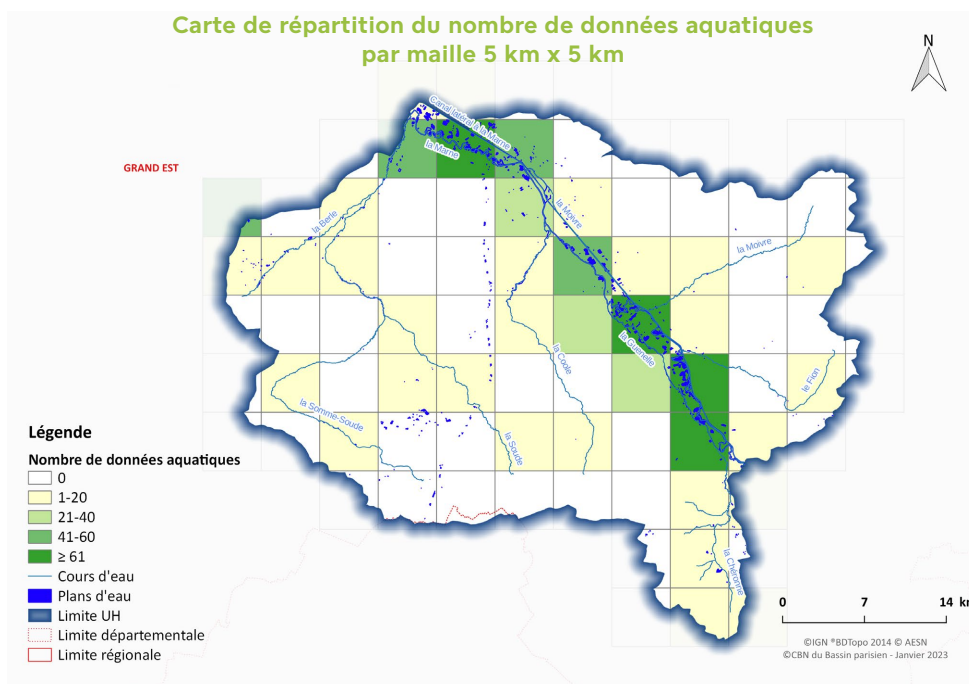 Carte de répartition du nombre de données aquatiques
par maille 5 km x 5 km
N
GRAND EST
Canal latéral à la Marne
la Marne
la Berle
la Moivre
la Moivre
la Guenelle
la Coole
le Fion
la Somme-Soude
la Soude
la Chéronne
Légende
Nombre de données aquatiques
0
1-20
21-40
41-60
≥ 61
Cours d'eau
Plans d'eau
Limite UH
Limite départementale
Limite régionale
0 7 14 km
©IGN ®BDTopo 2014 © AESN
©CBN du Bassin parisien - Janvier 2023